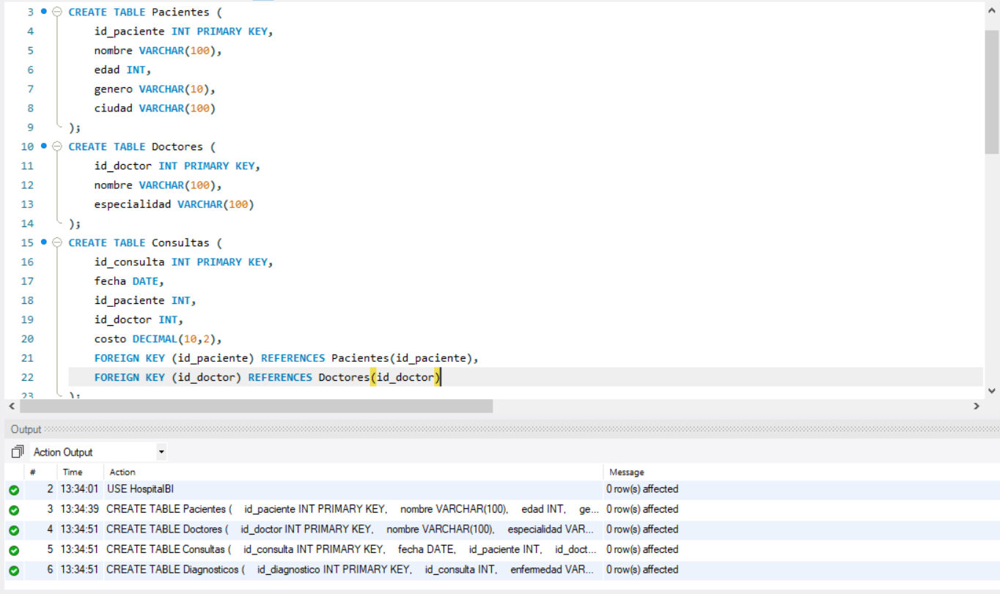 3 CREATE TABLE Pacientes (
4 id_paciente INT PRIMARY KEY,
5 nombre VARCHAR(100),
6 edad INT,
7 genero VARCHAR(10),
8 ciudad VARCHAR(100)
9 );
10 CREATE TABLE Doctores (
11 id_doctor INT PRIMARY KEY,
12 nombre VARCHAR(100),
13 especialidad VARCHAR(100)
14 );
15 CREATE TABLE Consultas (
16 id_consulta INT PRIMARY KEY,
17 fecha DATE,
18 id_paciente INT,
19 id_doctor INT,
20 costo DECIMAL(10,2),
21 FOREIGN KEY (id_paciente) REFERENCES Pacientes(id_paciente),
22 FOREIGN KEY (id_doctor) REFERENCES Doctores(id_doctor)
23 );
Output
Action Output
# Time Action Message
2 13:34:01 USE HospitalBI 0 row(s) affected
3 13:34:39 CREATE TABLE Pacientes ( id_paciente INT PRIMARY KEY, nombre VARCHAR(100), edad INT, ge... 0 row(s) affected
4 13:34:51 CREATE TABLE Doctores ( id_doctor INT PRIMARY KEY, nombre VARCHAR(100), especialidad VAR... 0 row(s) affected
5 13:34:51 CREATE TABLE Consultas ( id_consulta INT PRIMARY KEY, fecha DATE, id_paciente INT, id_doct... 0 row(s) affected
6 13:34:51 CREATE TABLE Diagnosticos ( id_diagnostico INT PRIMARY KEY, id_consulta INT, enfermedad VAR... 0 row(s) affected